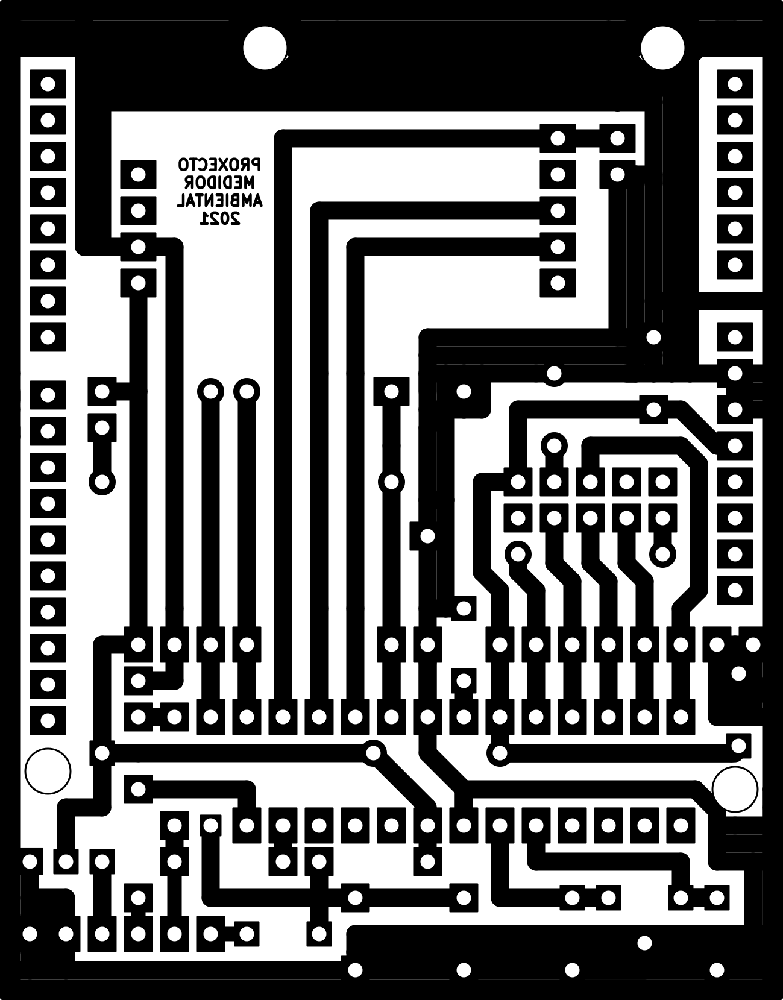 PROXECTO
MEDIDOR
AMBIENTAL
2021